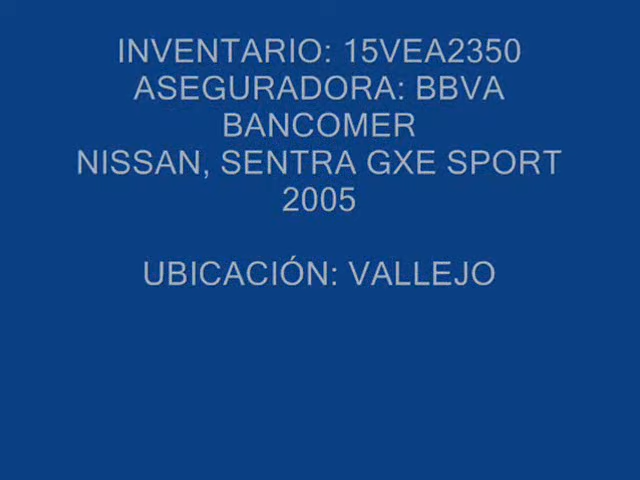 INVENTARIO: 15VEA2350
ASEGURADORA: BBVA
BANCOMER
NISSAN, SENTRA GXE SPORT
2005
UBICACIÓN: VALLEJO